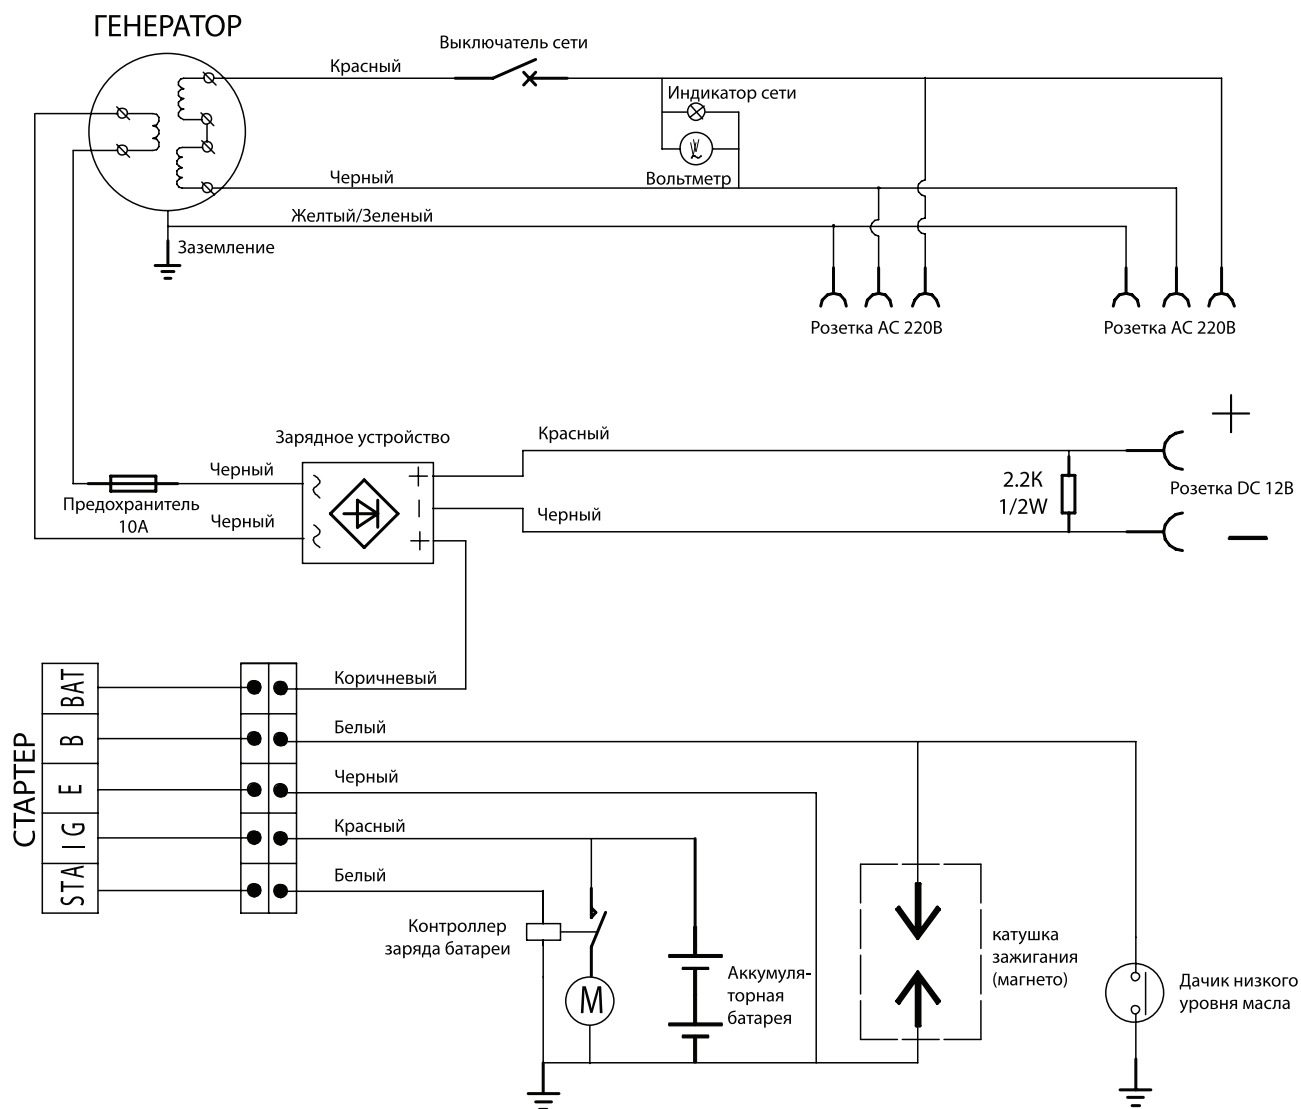 ГЕНЕРАТОР
Выключатель сети
Красный
Индикатор сети
Вольтметр
V
Черный
Желтый/Зеленый
Заземление
Розетка AC 220В
Розетка AC 220В
Зарядное устройство
Красный
+
Черный
Предохранитель
10А
Черный
~
~
+
−
+
Черный
2.2K
1/2W
Розетка DC 12В
−
СТАРТЕР
BAT
B
E
IG
STA
Коричневый
Белый
Черный
Красный
Белый
Контроллер
заряда батареи
M
Аккумуля-
торная
батарея
катушка
зажигания
(магнето)
Дачик низкого
уровня масла